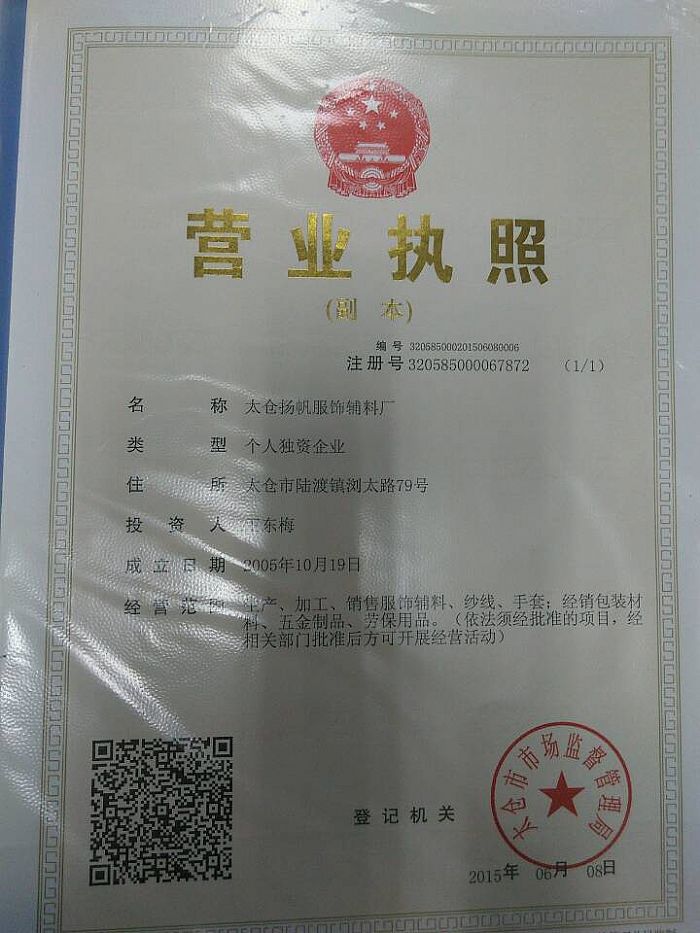 营业执照
(副 本)
编 号 320585000201506080006
注册号 320585000067872 (1/1)
名 称 太仓扬帆服饰辅料厂
类 型 个人独资企业
住 所 太仓市陆渡镇浏太路79号
投 资 人 王东梅
成 立 日 期 2005年10月19日
经 营 范 围 生产、加工、销售服饰辅料、纱线、手套；经销包装材
料、五金制品、劳保用品。（依法须经批准的项目，经
相关部门批准后方可开展经营活动）
太仓市市场监督管理局
登 记 机 关
2015年 06月 08日